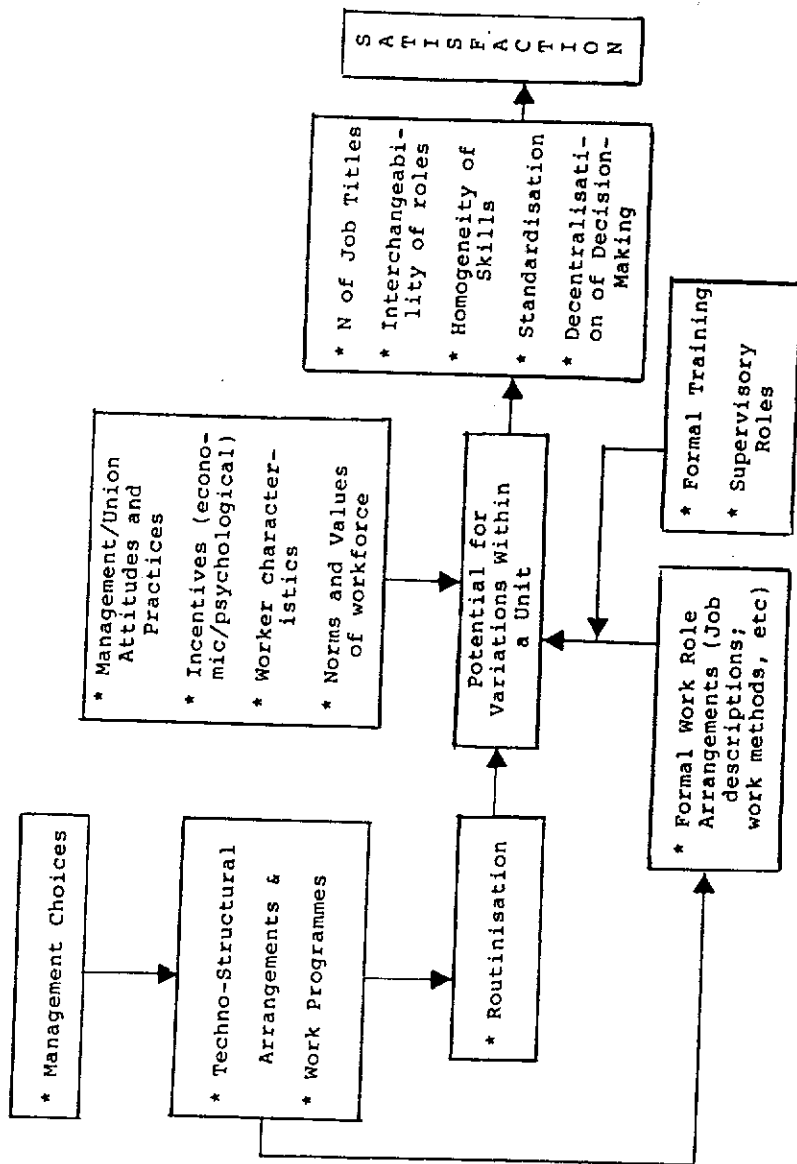 * Management Choices
* Techno-Structural
Arrangements &
* Work Programmes
* Routinisation
* Management/Union
Attitudes and
Practices
* Incentives (econo-
mic/psychological)
* Worker character-
istics
* Norms and Values
of workforce
Potential for
Variations Within
a Unit
* Formal Work Role
Arrangements (Job
descriptions;
work methods, etc)
* Formal Training
* Supervisory
Roles
* N of Job Titles
* Interchangeabi-
lity of roles
* Homogeneity of
Skills
* Standardisation
* Decentralisati-
on of Decision-
Making
S A T I S F A C T I O N